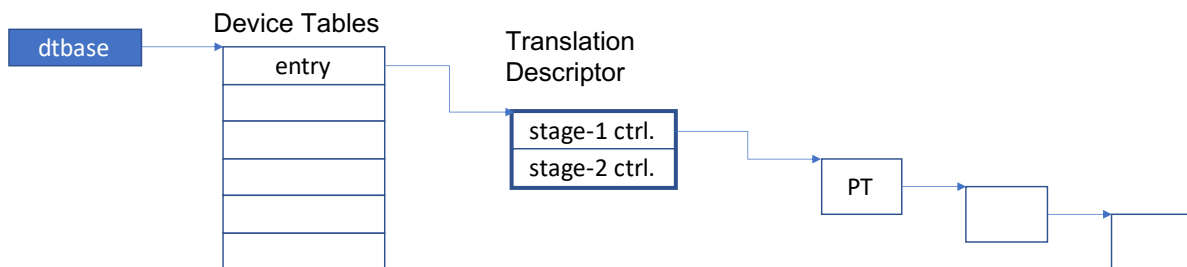 Device Tables
dtbase
entry
Translation
Descriptor
stage-1 ctrl.
stage-2 ctrl.
PT